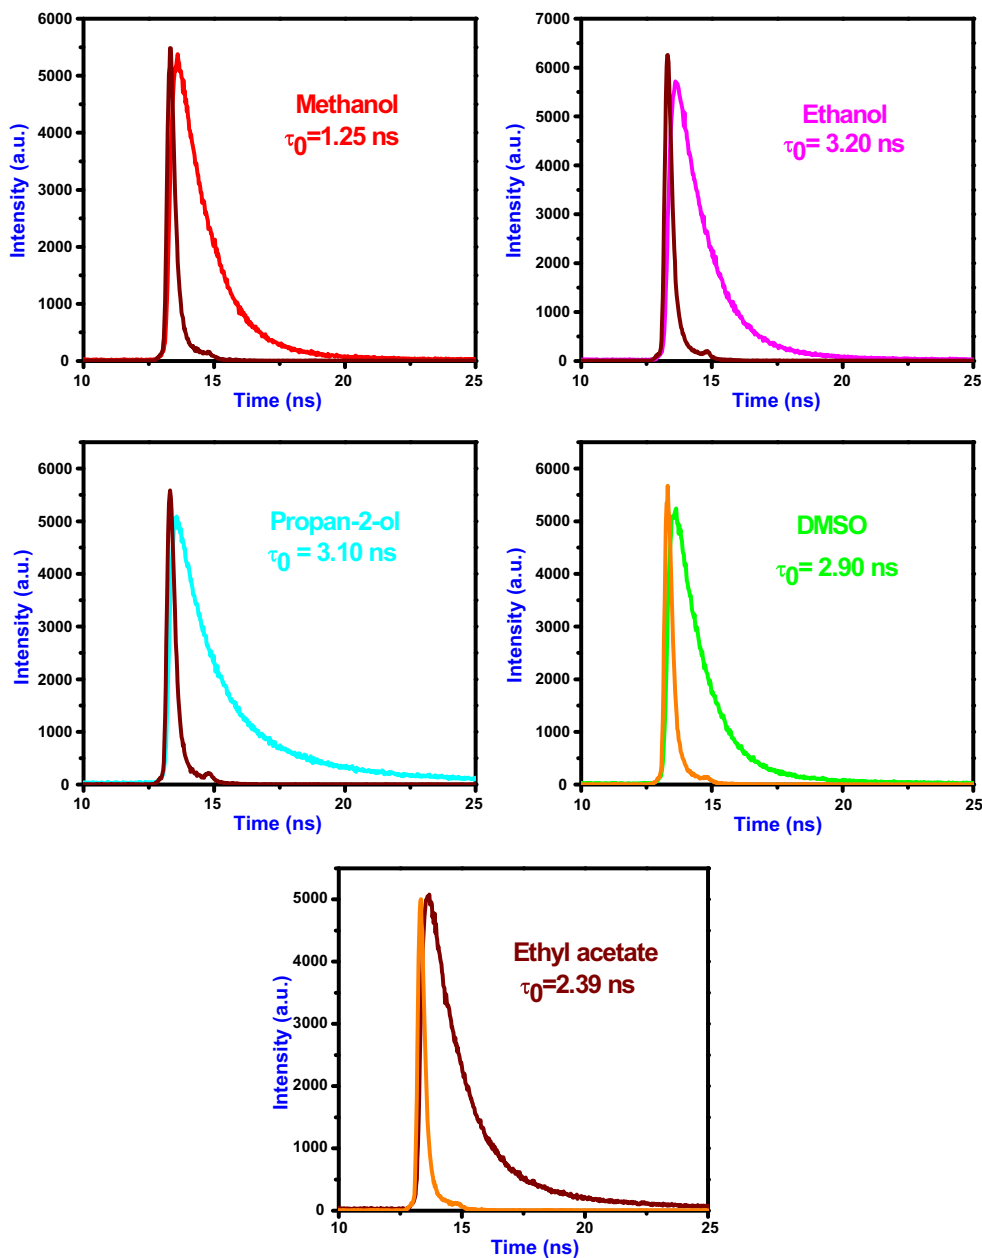 6000
5000
4000
3000
2000
1000
0
Intensity (a.u.)
Methanol
τ0=1.25 ns
10 15 20 25
Time (ns)
7000
6000
5000
4000
3000
2000
1000
0
Intensity (a.u.)
Ethanol
τ0= 3.20 ns
10 15 20 25
Time (ns)
6000
5000
4000
3000
2000
1000
0
Intensity (a.u.)
Propan-2-ol
τ0 = 3.10 ns
10 15 20 25
Time (ns)
6000
5000
4000
3000
2000
1000
0
Intensity (a.u.)
DMSO
τ0= 2.90 ns
10 15 20 25
Time (ns)
5000
4000
3000
2000
1000
0
Intensity (a.u.)
Ethyl acetate
τ0=2.39 ns
10 15 20 25
Time (ns)